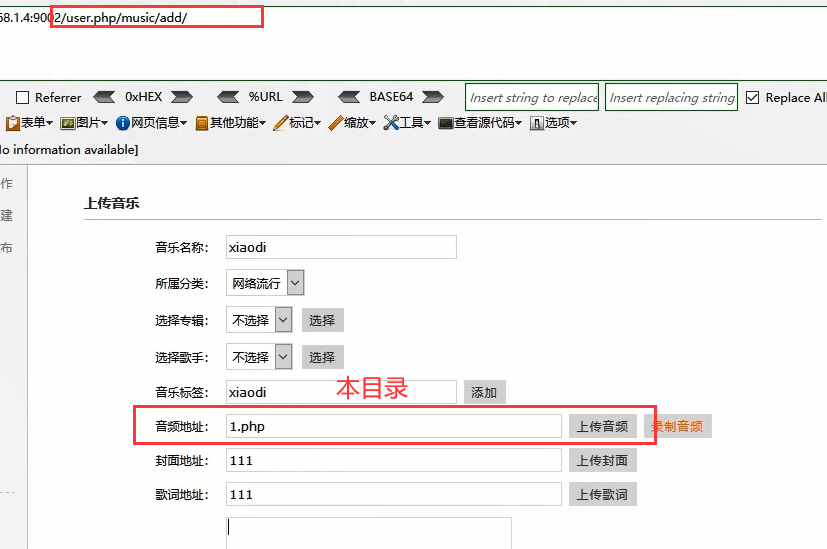 58.1.4:9002/user.php/music/add/
Referrer 0xHEX %URL BASE64 Insert string to replace Insert replacing string Replace All
表单 图片 网页信息 其他功能 标记 缩放 工具 查看源代码 选项
No information available]
作
建
布
上传音乐
音乐名称: xiaodi
所属分类: 网络流行
选择专辑: 不选择 选择
选择歌手: 不选择 选择
音乐标签: xiaodi 本目录 添加
音频地址: 1.php 上传音频 录制音频
封面地址: 111 上传封面
歌词地址: 111 上传歌词